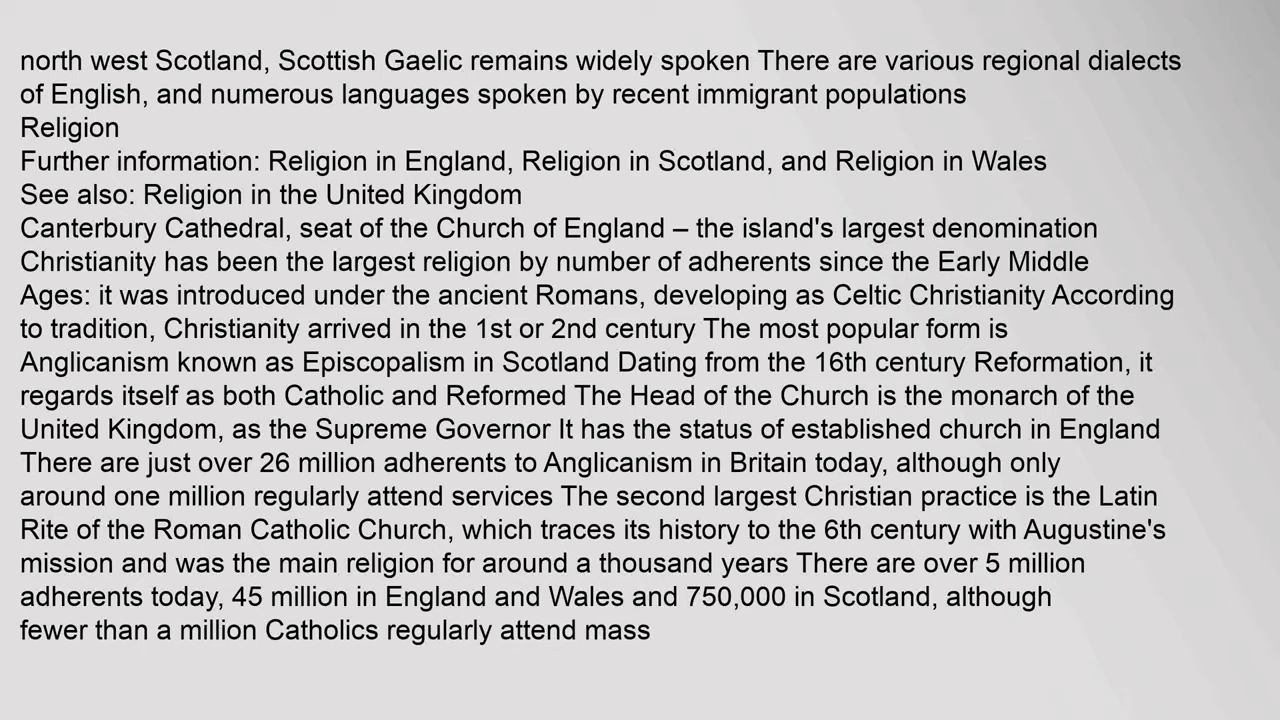 north west Scotland, Scottish Gaelic remains widely spoken There are various regional dialects
of English, and numerous languages spoken by recent immigrant populations
Religion
Further information: Religion in England, Religion in Scotland, and Religion in Wales
See also: Religion in the United Kingdom
Canterbury Cathedral, seat of the Church of England – the island's largest denomination
Christianity has been the largest religion by number of adherents since the Early Middle
Ages: it was introduced under the ancient Romans, developing as Celtic Christianity According
to tradition, Christianity arrived in the 1st or 2nd century The most popular form is
Anglicanism known as Episcopalism in Scotland Dating from the 16th century Reformation, it
regards itself as both Catholic and Reformed The Head of the Church is the monarch of the
United Kingdom, as the Supreme Governor It has the status of established church in England
There are just over 26 million adherents to Anglicanism in Britain today, although only
around one million regularly attend services The second largest Christian practice is the Latin
Rite of the Roman Catholic Church, which traces its history to the 6th century with Augustine's
mission and was the main religion for around a thousand years There are over 5 million
adherents today, 45 million in England and Wales and 750,000 in Scotland, although
fewer than a million Catholics regularly attend mass